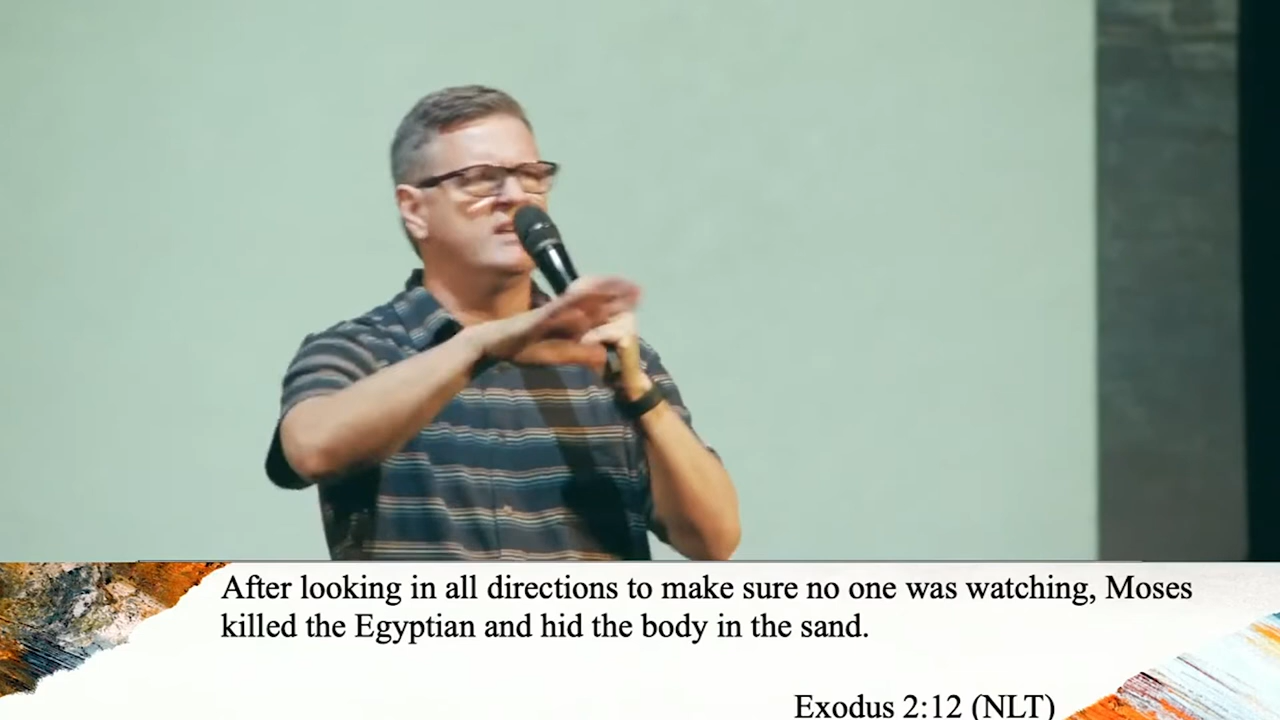 After looking in all directions to make sure no one was watching, Moses
killed the Egyptian and hid the body in the sand.
Exodus 2:12 (NLT)